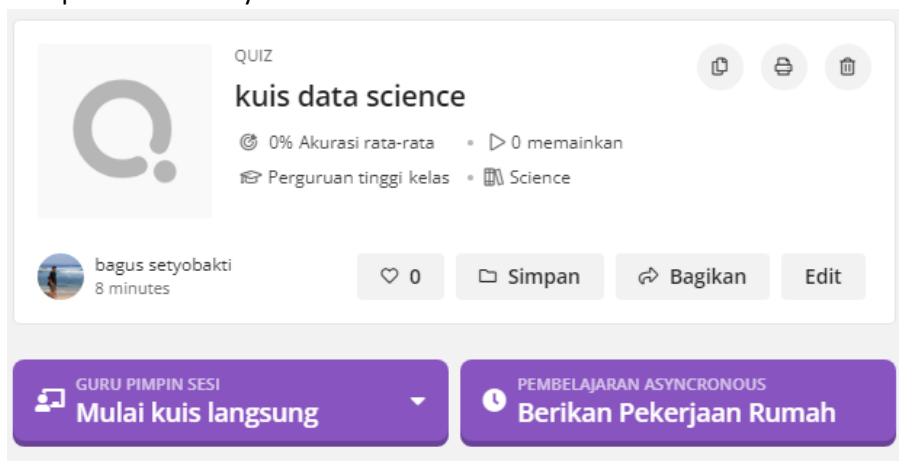 QUIZ
kuis data science
0% Akurasi rata-rata • 0 memainkan
Perguruan tinggi kelas • Science
bagus setyobakti
8 minutes
0
Simpan
Bagikan
Edit
GURU PIMPIN SESI
Mulai kuis langsung
PEMBELAJARAN ASYNCRONOUS
Berikan Pekerjaan Rumah